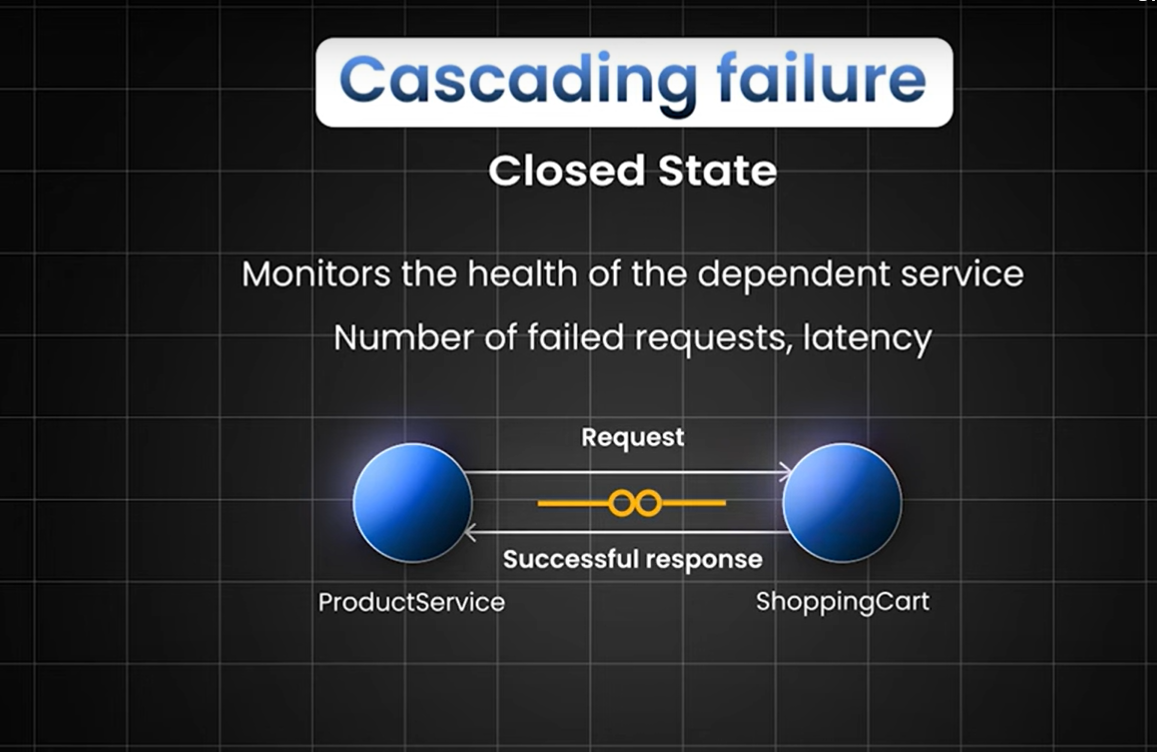 Cascading failure
Closed State
Monitors the health of the dependent service
Number of failed requests, latency
Request
Successful response
ProductService
ShoppingCart